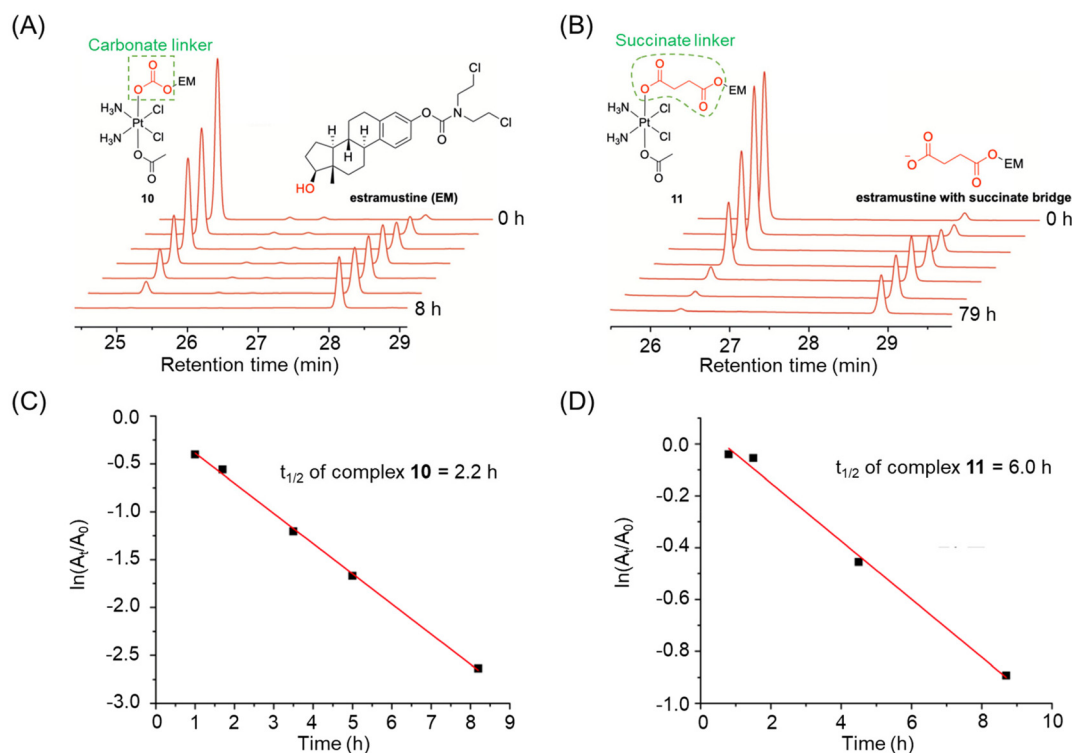 (A)
Carbonate linker
O
O
O
EM
H3N
Cl
H3N
Pt
Cl
O
O
10
Cl
O
N
O
Cl
H
H
H
HO
estramustine (EM)
0 h
8 h
25 26 27 28 29
Retention time (min)
(B)
Succinate linker
O
O
O
O
EM
H3N
Cl
H3N
Pt
Cl
O
O
11
O
-O
O
O
EM
estramustine with succinate bridge
0 h
79 h
26 27 28 29
Retention time (min)
(C)
0.0
-0.5
-1.0
-1.5
-2.0
-2.5
-3.0
ln(At/A0)
t1/2 of complex 10 = 2.2 h
0 1 2 3 4 5 6 7 8 9
Time (h)
(D)
0.0
-0.2
-0.4
-0.6
-0.8
-1.0
ln(At/A0)
t1/2 of complex 11 = 6.0 h
0 2 4 6 8 10
Time (h)